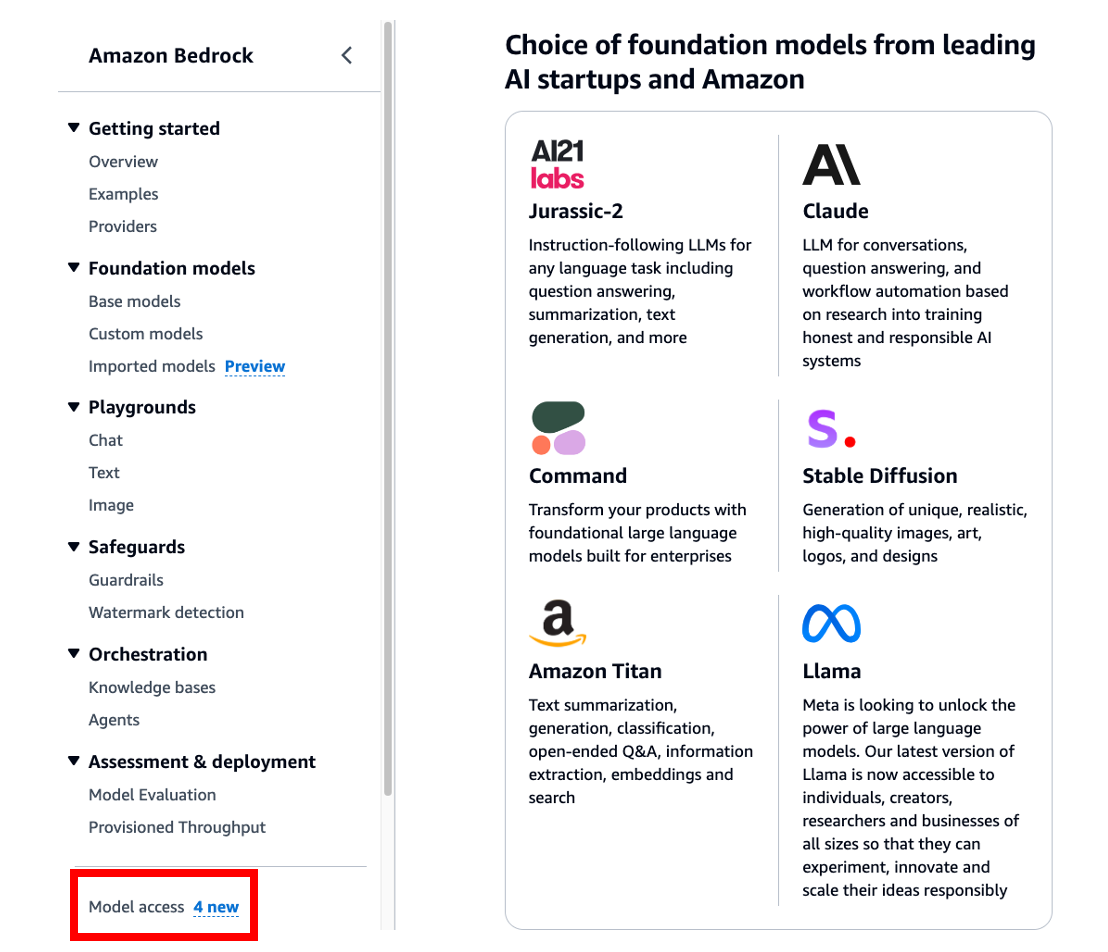 Amazon Bedrock
Getting started
Overview
Examples
Providers
Foundation models
Base models
Custom models
Imported models Preview
Playgrounds
Chat
Text
Image
Safeguards
Guardrails
Watermark detection
Orchestration
Knowledge bases
Agents
Assessment & deployment
Model Evaluation
Provisioned Throughput
Model access 4 new
Choice of foundation models from leading
AI startups and Amazon
AI21
labs
Jurassic-2
Instruction-following LLMs for
any language task including
question answering,
summarization, text
generation, and more
A\
Claude
LLM for conversations,
question answering, and
workflow automation based
on research into training
honest and responsible AI
systems
Command
Transform your products with
foundational large language
models built for enterprises
S.
Stable Diffusion
Generation of unique, realistic,
high-quality images, art,
logos, and designs
a
Amazon Titan
Text summarization,
generation, classification,
open-ended Q&A, information
extraction, embeddings and
search
Llama
Meta is looking to unlock the
power of large language
models. Our latest version of
Llama is now accessible to
individuals, creators,
researchers and businesses of
all sizes so that they can
experiment, innovate and
scale their ideas responsibly